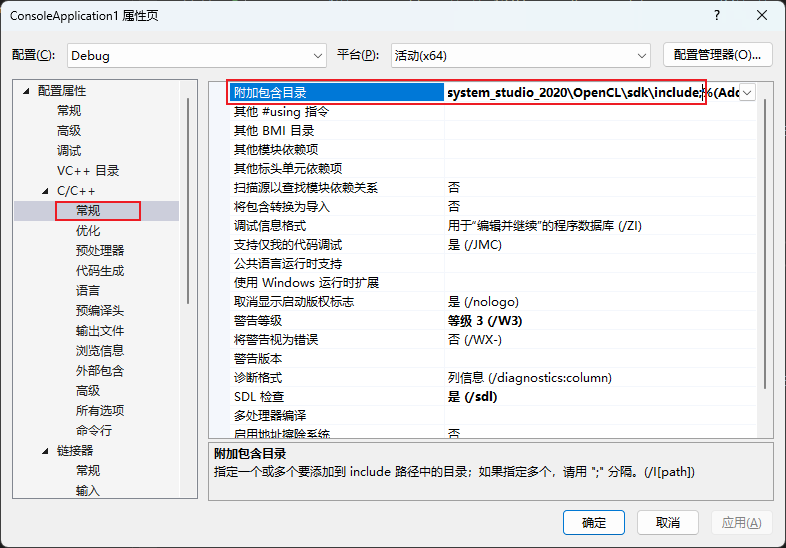 ConsoleApplication1 属性页
配置(C): Debug 平台(P): 活动(x64) 配置管理器(O)...
配置属性
常规
高级
调试
VC++ 目录
C/C++
常规
优化
预处理器
代码生成
语言
预编译头
输出文件
浏览信息
外部包含
高级
所有选项
命令行
链接器
常规
输入
附加包含目录 system_studio_2020\OpenCL\sdk\include;%(Adc
其他 #using 指令
其他 BMI 目录
其他模块依赖项
其他标头单元依赖项
扫描源以查找模块依赖关系 否
将包含转换为导入 否
调试信息格式 用于“编辑并继续”的程序数据库 (/ZI)
支持仅我的代码调试 是 (/JMC)
公共语言运行时支持
使用 Windows 运行时扩展
取消显示启动版权标志 是 (/nologo)
警告等级 等级 3 (/W3)
将警告视为错误 否 (/WX-)
警告版本
诊断格式 列信息 (/diagnostics:column)
SDL 检查 是 (/sdl)
多处理器编译
启用地址擦除系统 否
附加包含目录
指定一个或多个要添加到 include 路径中的目录；如果指定多个，请用 ";" 分隔。(/I[path])
确定 取消 应用(A)